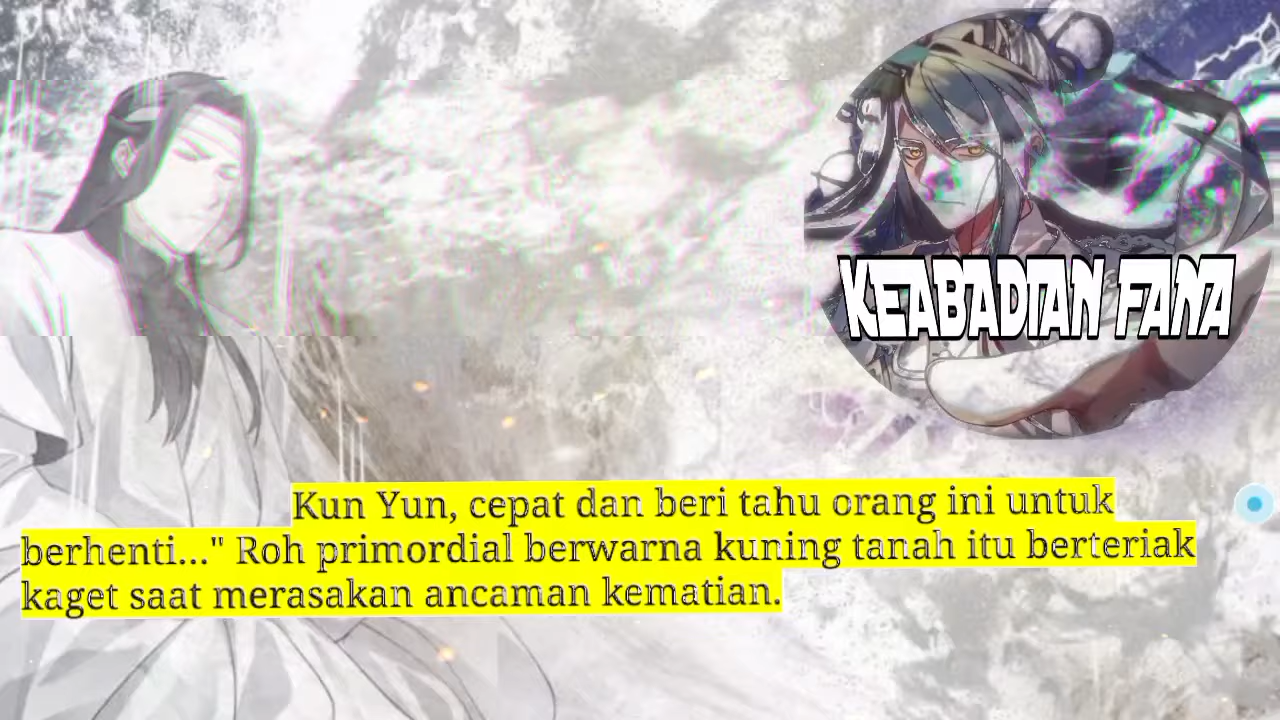 KEABADIAN FANA
Kun Yun, cepat dan beri tahu orang ini untuk
berhenti..." Roh primordial berwarna kuning tanah itu berteriak
kaget saat merasakan ancaman kematian.